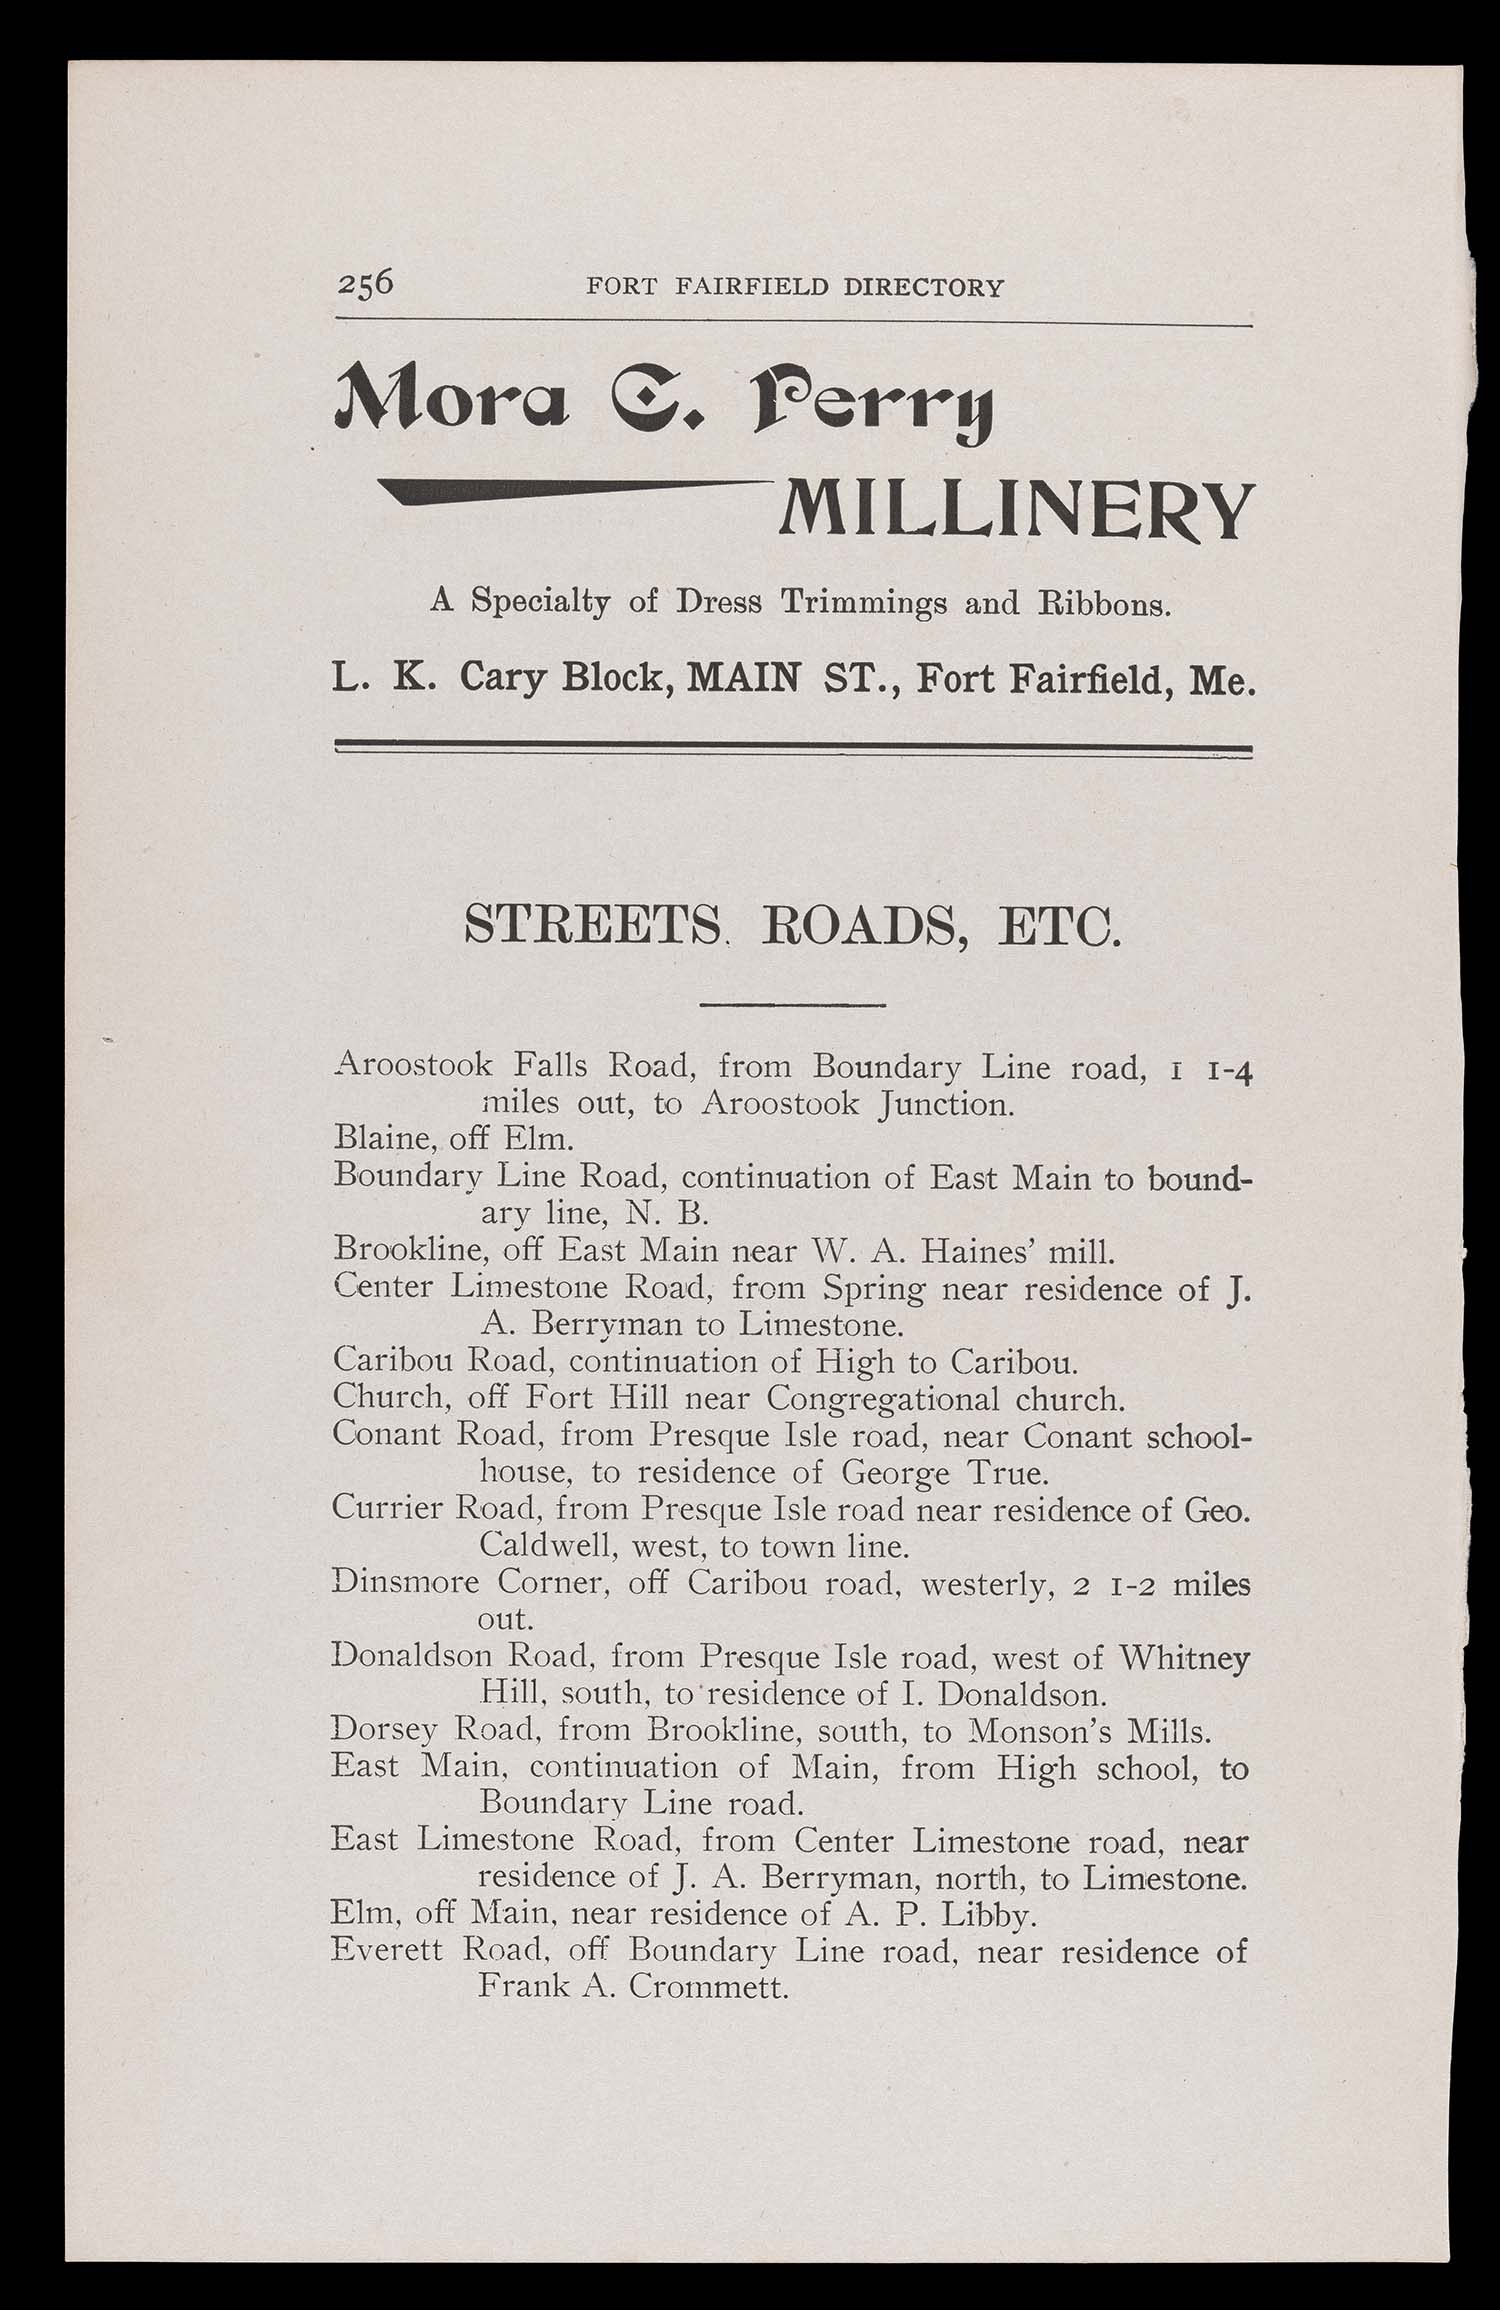 256 FORT FAIRFIELD DIRECTORY
Mora C. Perry
MILLINERY
A Specialty of Dress Trimmings and Ribbons.
L. K. Cary Block, MAIN ST., Fort Fairfield, Me.
STREETS. ROADS, ETC.
Aroostook Falls Road, from Boundary Line road, 1 1-4
miles out, to Aroostook Junction.
Blaine, off Elm.
Boundary Line Road, continuation of East Main to bound-
ary line, N. B.
Brookline, off East Main near W. A. Haines' mill.
Center Limestone Road, from Spring near residence of J.
A. Berryman to Limestone.
Caribou Road, continuation of High to Caribou.
Church, off Fort Hill near Congregational church.
Conant Road, from Presque Isle road, near Conant school-
house, to residence of George True.
Currier Road, from Presque Isle road near residence of Geo.
Caldwell, west, to town line.
Dinsmore Corner, off Caribou road, westerly, 2 1-2 miles
out.
Donaldson Road, from Presque Isle road, west of Whitney
Hill, south, to residence of I. Donaldson.
Dorsey Road, from Brookline, south, to Monson's Mills.
East Main, continuation of Main, from High school, to
Boundary Line road.
East Limestone Road, from Center Limestone road, near
residence of J. A. Berryman, north, to Limestone.
Elm, off Main, near residence of A. P. Libby.
Everett Road, off Boundary Line road, near residence of
Frank A. Crommett.